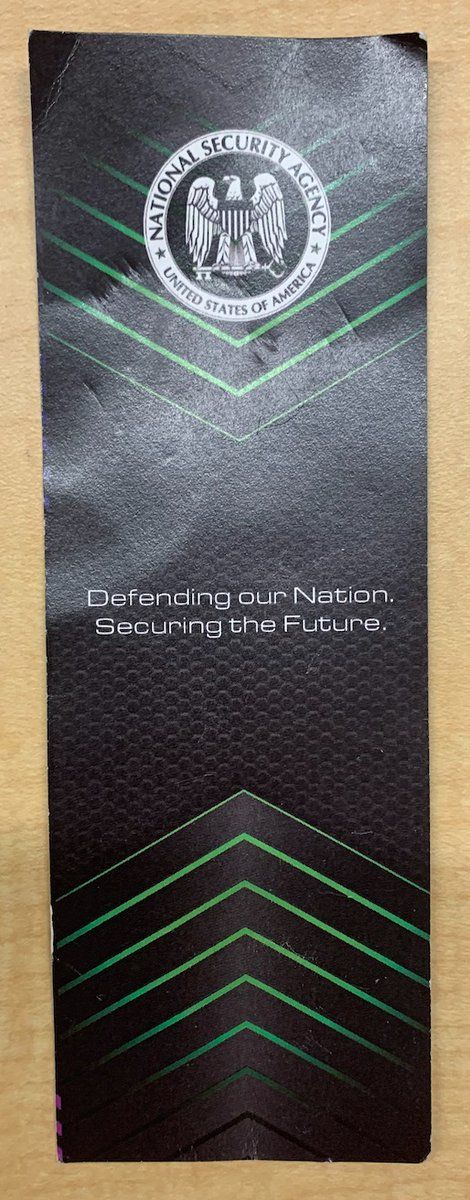 NATIONAL SECURITY AGENCY
UNITED STATES OF AMERICA
Defending our Nation.
Securing the Future.